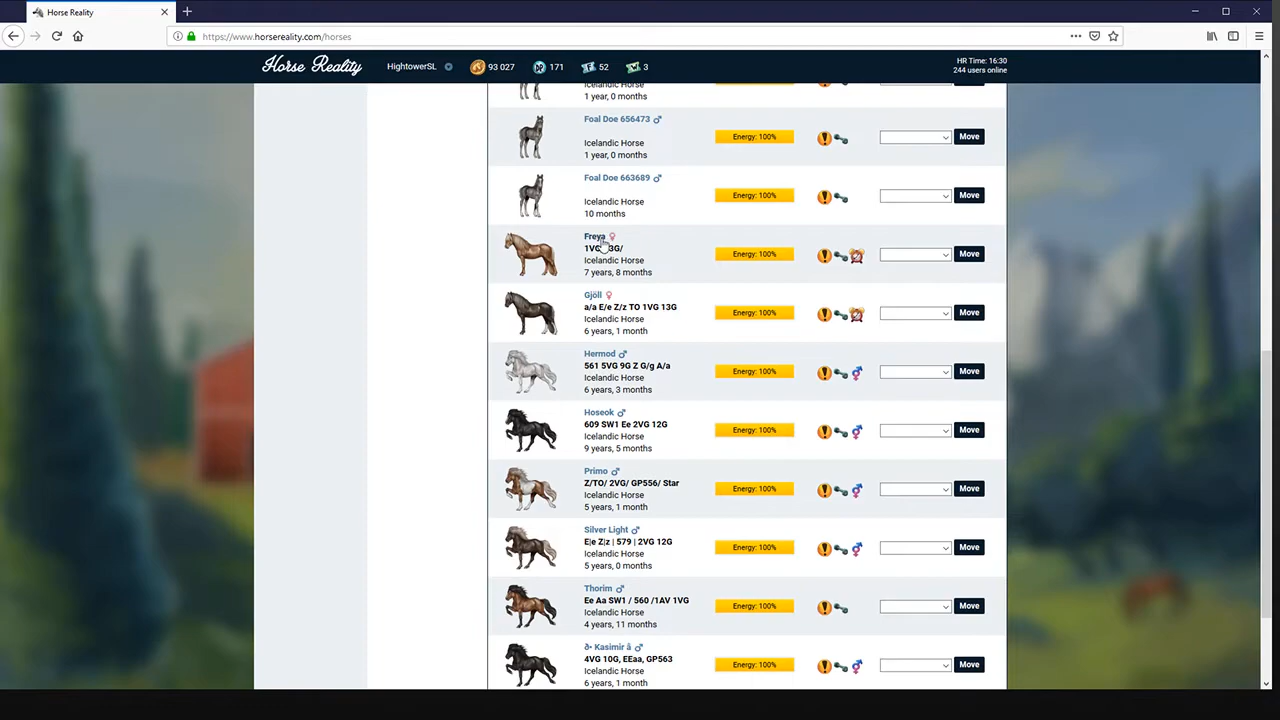 Horse Reality
https://www.horsereality.com/horses
Horse Reality
HightowerSL
93 027
171
52
3
HR Time: 16:30
244 users online
Icelandic Horse
1 year, 0 months
Foal Doe 656473 ♂
Icelandic Horse
1 year, 0 months
Energy: 100%
Move
Foal Doe 663689 ♂
Icelandic Horse
10 months
Energy: 100%
Move
Freya ♀
Icelandic Horse
7 years, 8 months
Energy: 100%
Move
Gjöll ♀
a/a E/e Z/z TO 1VG 13G
Icelandic Horse
6 years, 1 month
Energy: 100%
Move
Hermod ♂
561 5VG 9G Z G/g A/a
Icelandic Horse
6 years, 3 months
Energy: 100%
Move
Hoseok ♂
609 SW1 Ee 2VG 12G
Icelandic Horse
9 years, 5 months
Energy: 100%
Move
Primo ♂
Z/TO/ 2VG/ GP556/ Star
Icelandic Horse
5 years, 1 month
Energy: 100%
Move
Silver Light ♂
E|e Z|z | 579 | 2VG 12G
Icelandic Horse
5 years, 0 months
Energy: 100%
Move
Thorim ♂
Ee Aa SW1 / 560 /1AV 1VG
Icelandic Horse
4 years, 11 months
Energy: 100%
Move
Kasimir
4VG 10G, EEaa, GP563
Icelandic Horse
6 years, 1 month
Energy: 100%
Move